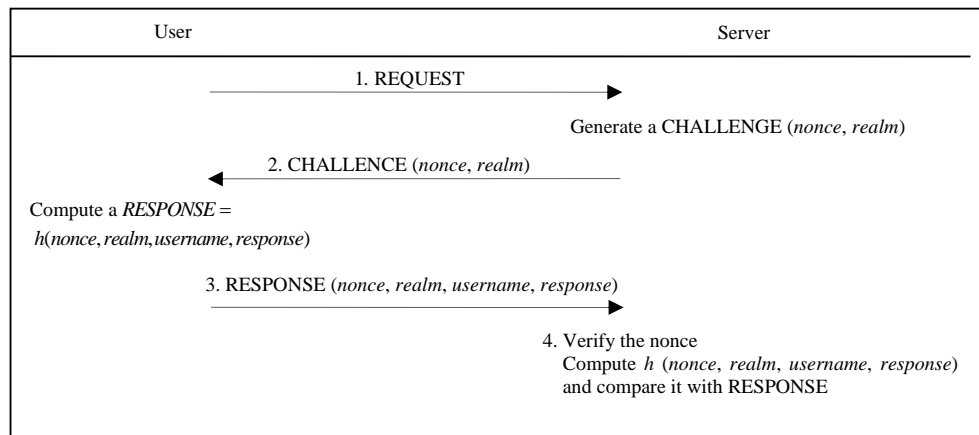 User
Server
1. REQUEST
Generate a CHALLENGE (nonce, realm)
2. CHALLENCE (nonce, realm)
Compute a RESPONSE =
h(nonce,realm,username,response)
3. RESPONSE (nonce, realm, username, response)
4. Verify the nonce
Compute h (nonce, realm, username, response)
and compare it with RESPONSE